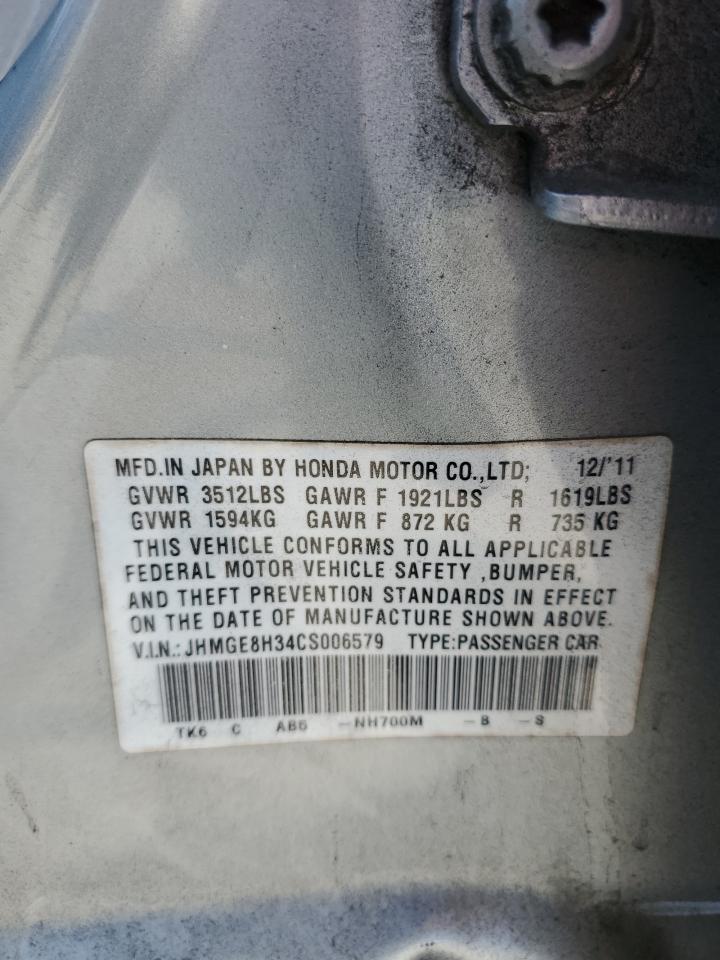 MFD.IN JAPAN BY HONDA MOTOR CO.,LTD; 12/'11
GVWR 3512LBS GAWR F 1921LBS R 1619LBS
GVWR 1594KG GAWR F 872 KG R 735 KG
THIS VEHICLE CONFORMS TO ALL APPLICABLE
FEDERAL MOTOR VEHICLE SAFETY ,BUMPER,
AND THEFT PREVENTION STANDARDS IN EFFECT
ON THE DATE OF MANUFACTURE SHOWN ABOVE.
V.I.N.: JHMGE8H34CS006579 TYPE:PASSENGER CAR
TK6 C AB5 -NH700M -B -S